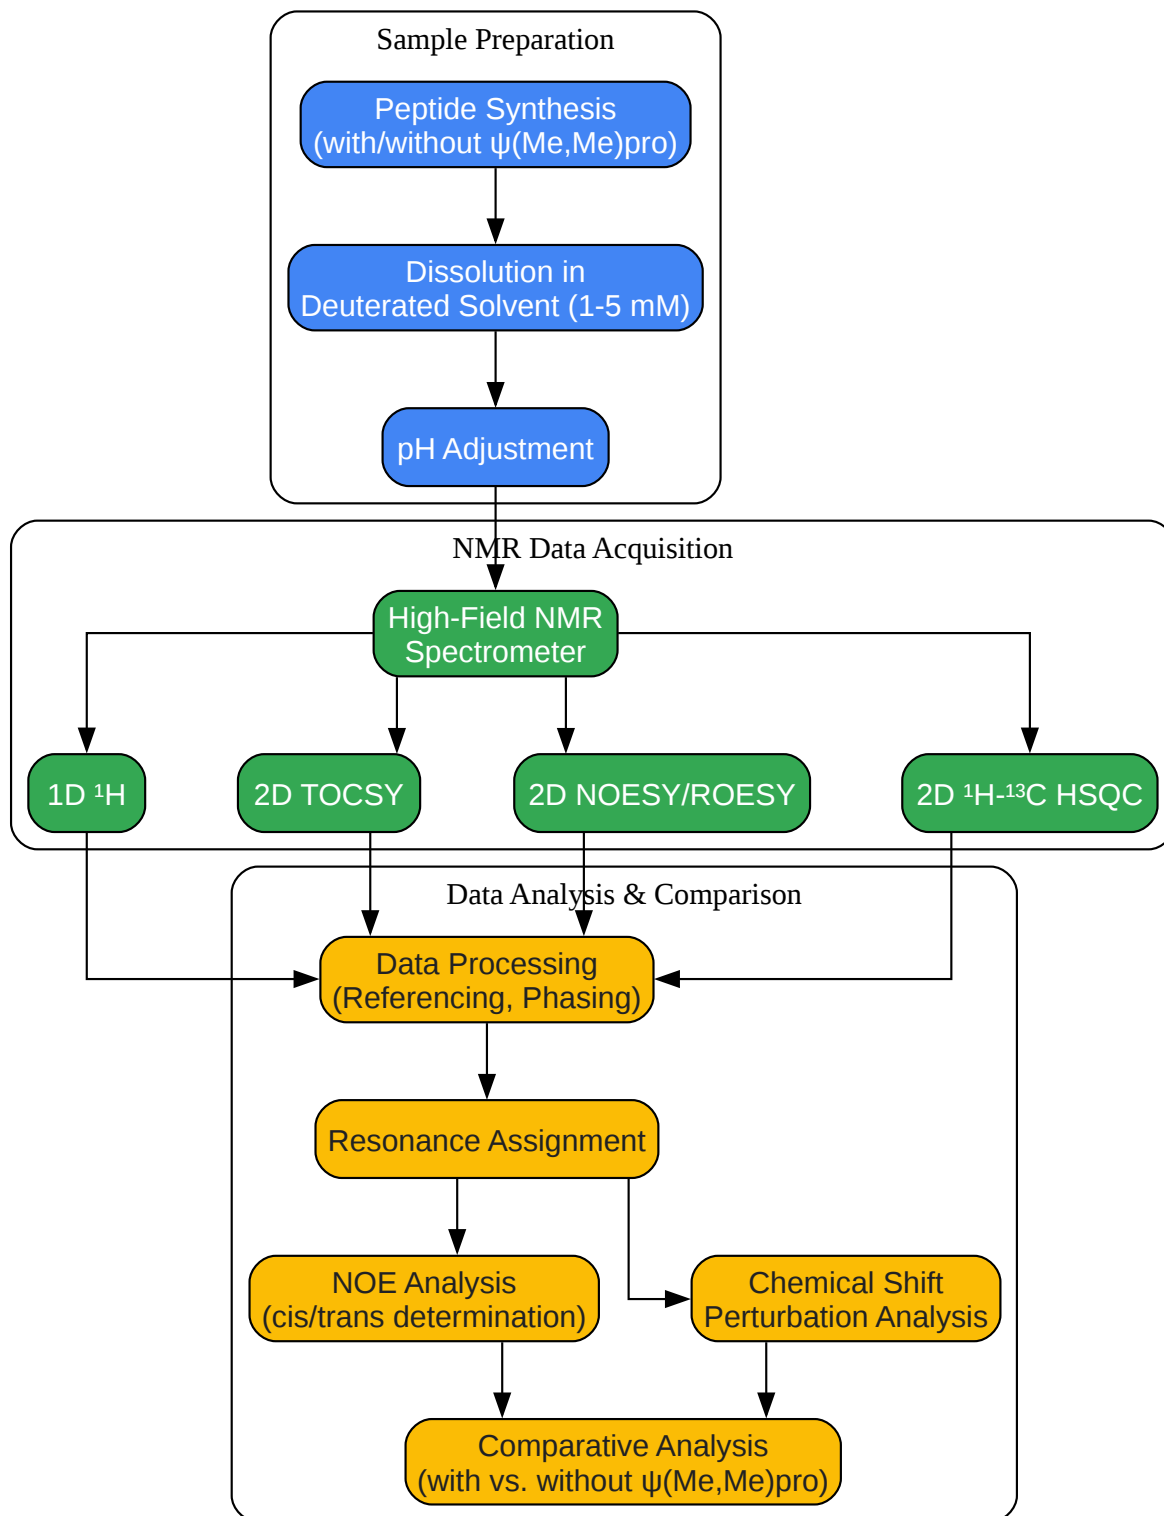 Sample Preparation
Peptide Synthesis
(with/without ψ(Me,Me)pro)
Dissolution in
Deuterated Solvent (1-5 mM)
pH Adjustment
NMR Data Acquisition
High-Field NMR
Spectrometer
1D ¹H
2D TOCSY
2D NOESY/ROESY
2D ¹H-¹³C HSQC
Data Analysis & Comparison
Data Processing
(Referencing, Phasing)
Resonance Assignment
NOE Analysis
(cis/trans determination)
Chemical Shift
Perturbation Analysis
Comparative Analysis
(with vs. without ψ(Me,Me)pro)